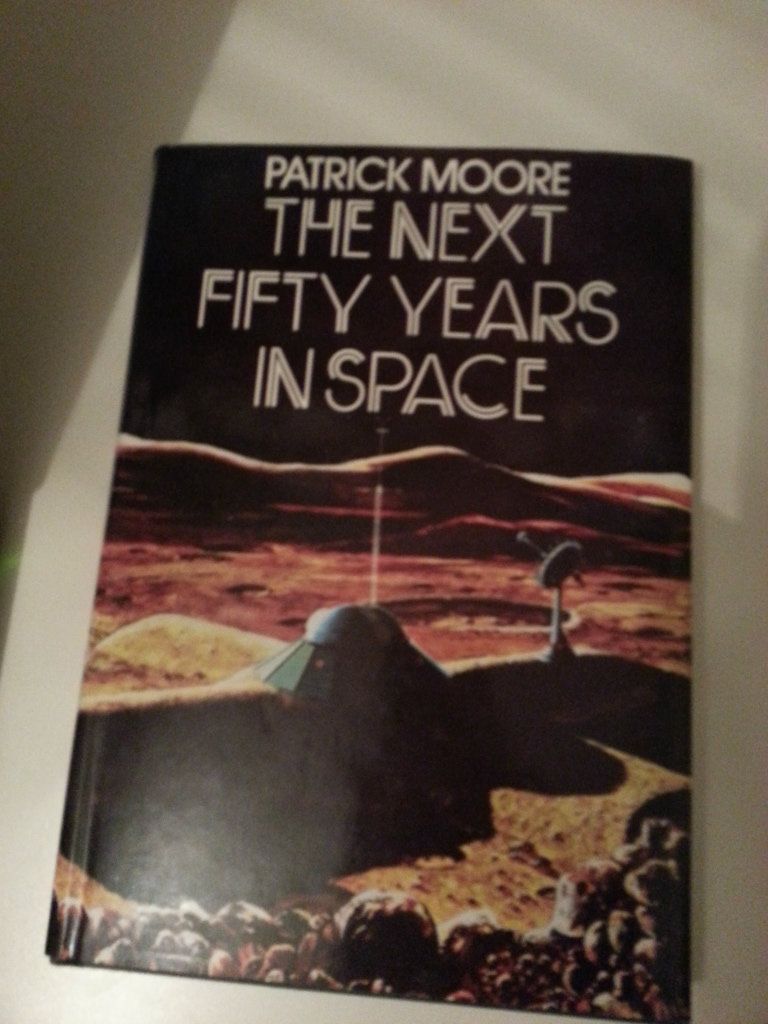 PATRICK MOORE
THE NEXT
FIFTY YEARS
IN SPACE